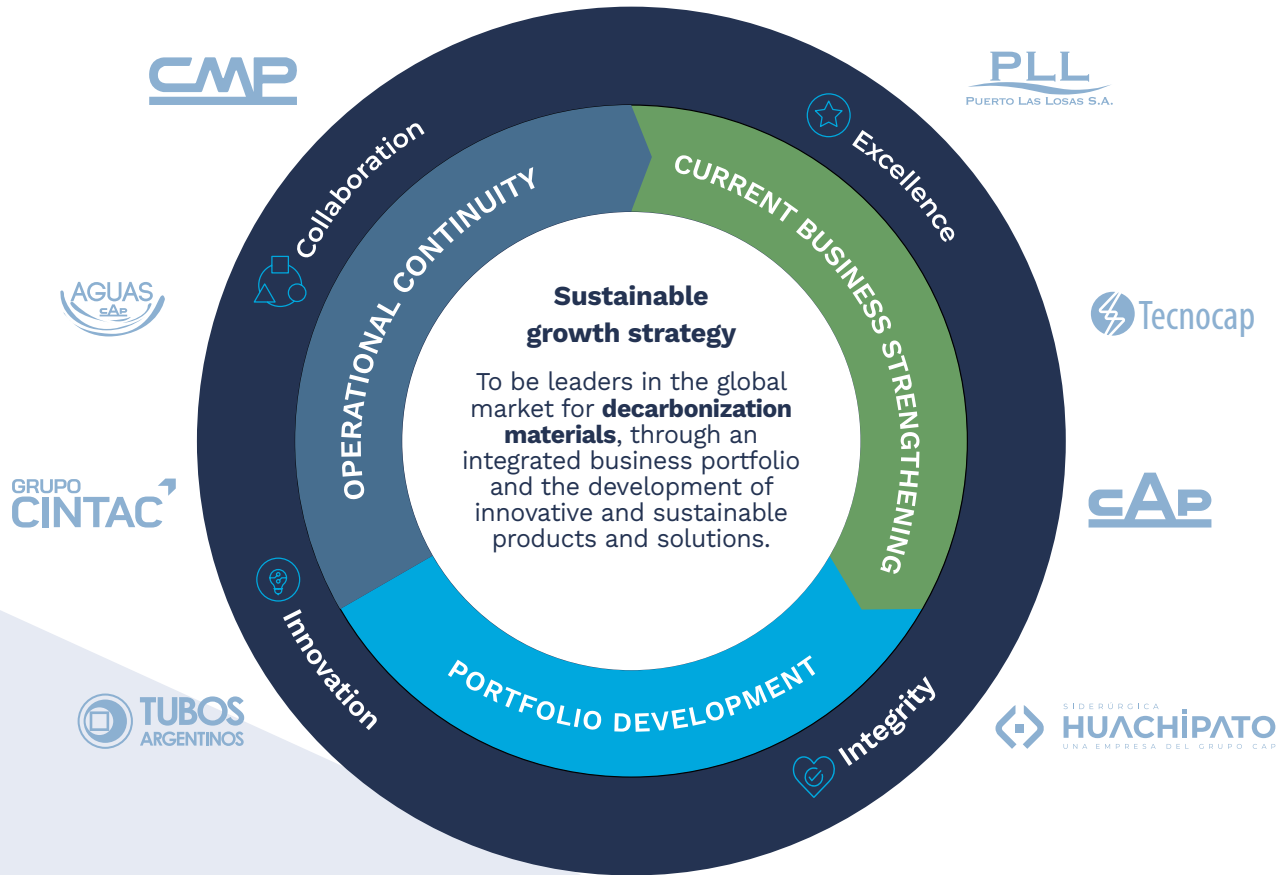 CMP
PLL
PUERTO LAS LOSAS S.A.
Collaboration
Excellence
OPERATIONAL CONTINUITY
CURRENT BUSINESS STRENGTHENING
AGUAS
CAP
Tecnocap
Sustainable
growth strategy
To be leaders in the global
market for decarbonization
materials, through an
integrated business portfolio
and the development of
innovative and sustainable
products and solutions.
GRUPO
CINTAC
CAP
Innovation
PORTFOLIO DEVELOPMENT
Integrity
TUBOS
ARGENTINOS
SIDERÚRGICA
HUACHIPATO
UNA EMPRESA DEL GRUPO CAP